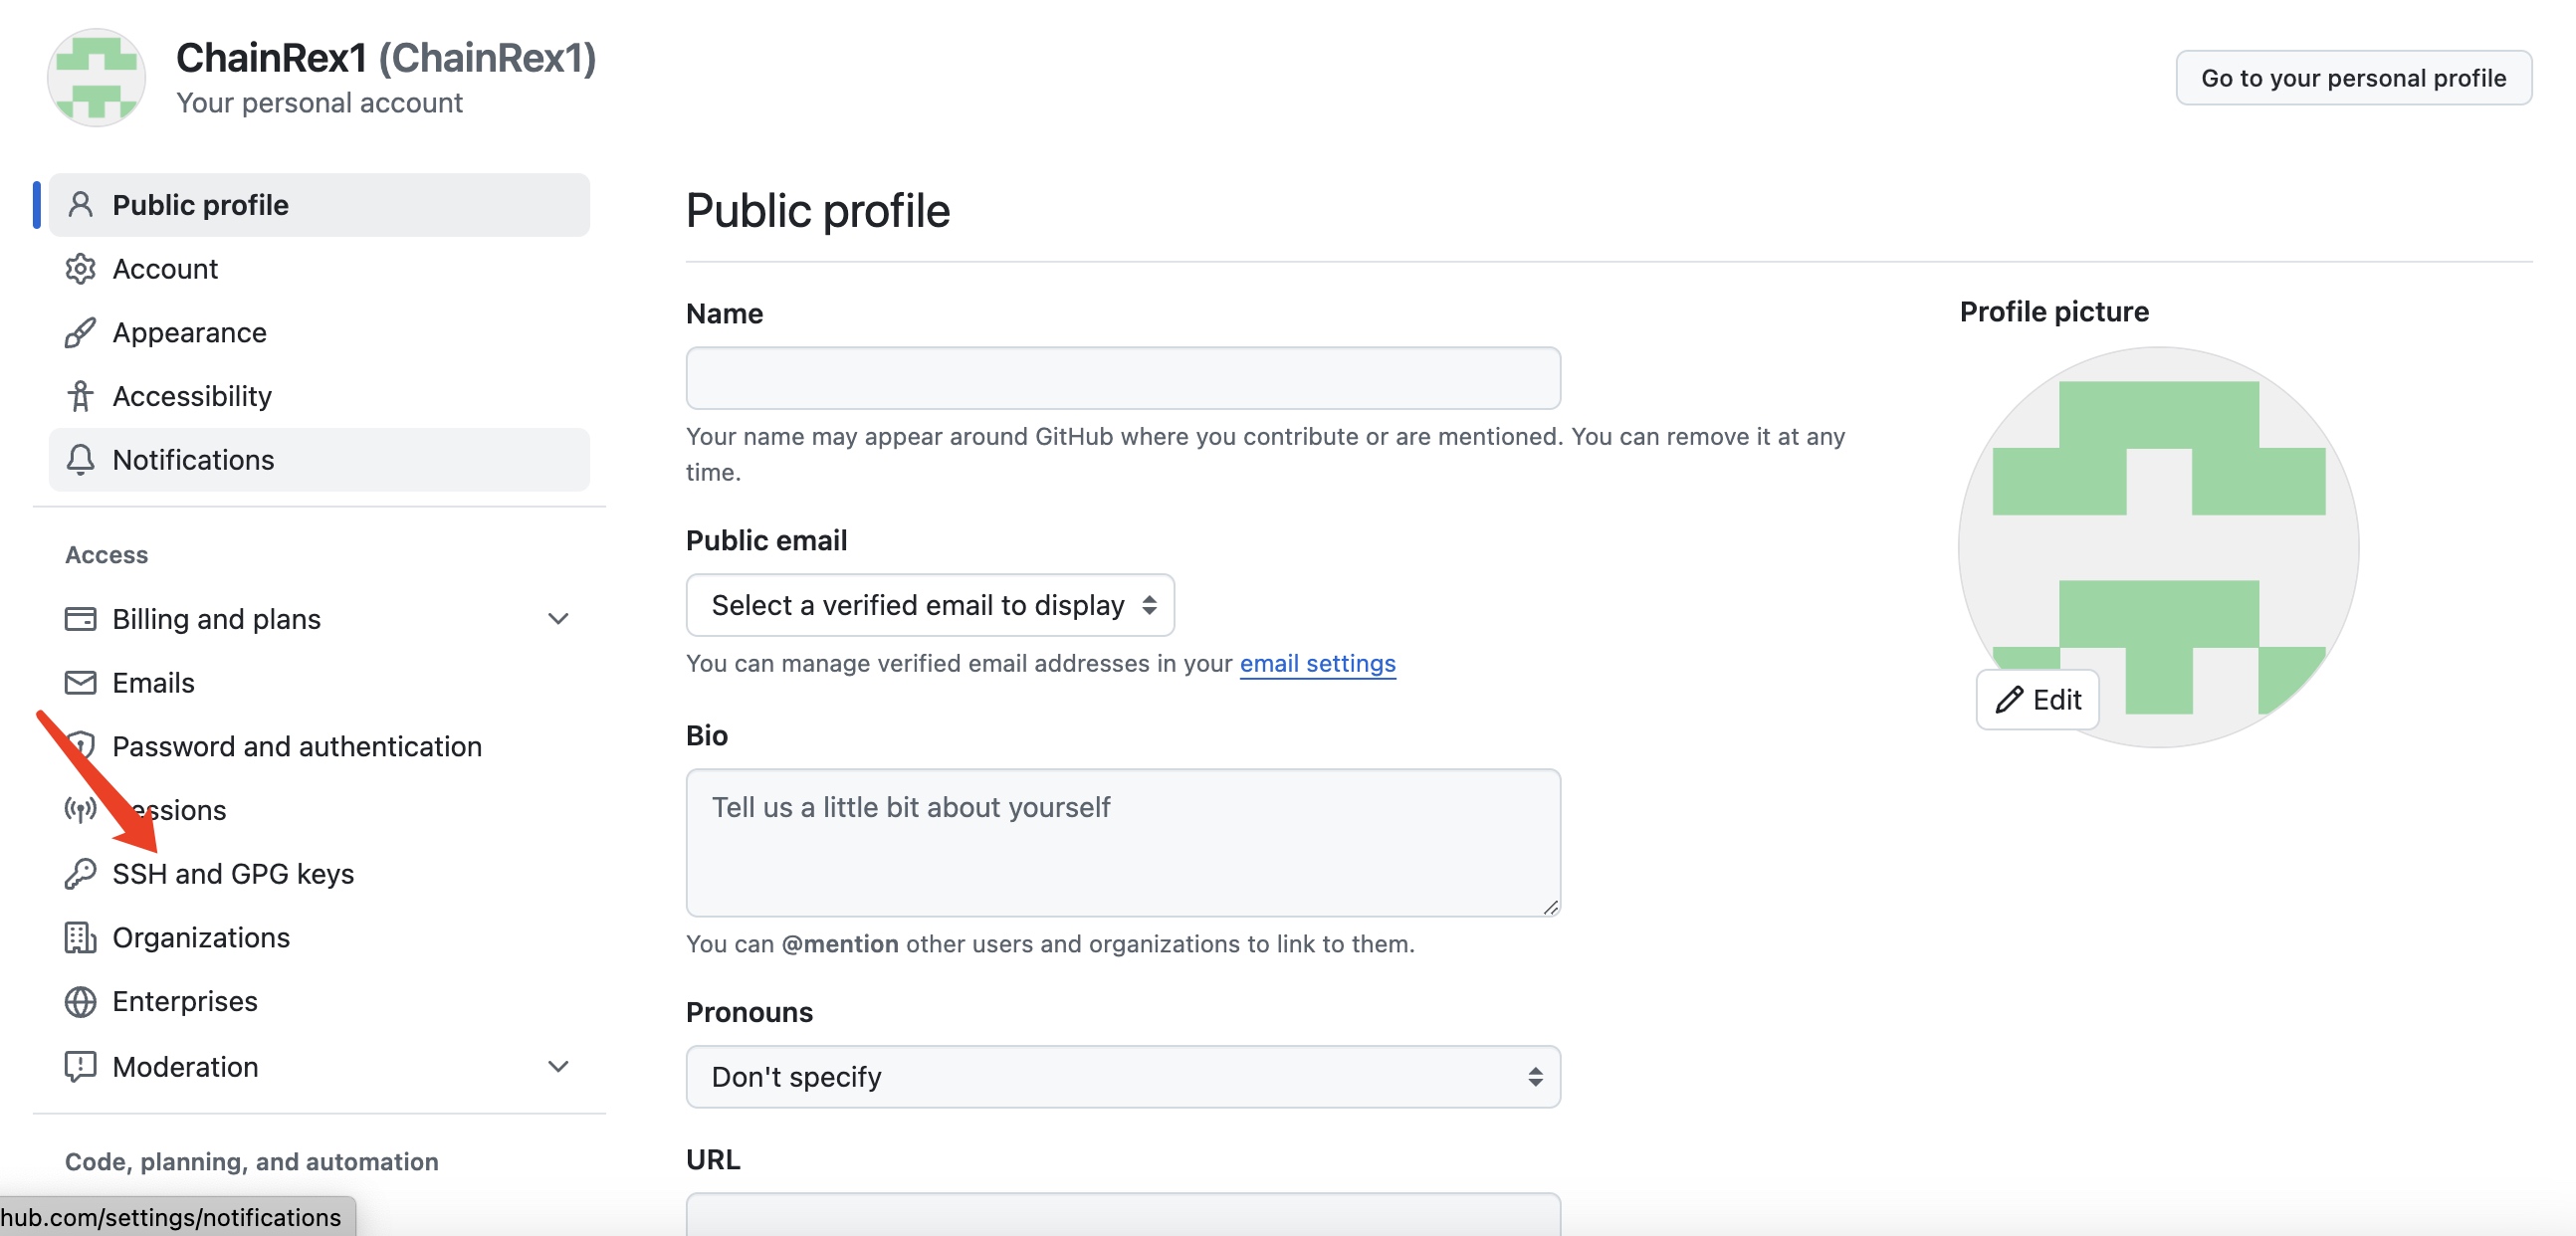 ChainRex1 (ChainRex1)
Your personal account
Go to your personal profile
Public profile
Account
Appearance
Accessibility
Notifications
Access
Billing and plans
Emails
Password and authentication
essions
SSH and GPG keys
Organizations
Enterprises
Moderation
Code, planning, and automation
hub.com/settings/notifications
Public profile
Name
Your name may appear around GitHub where you contribute or are mentioned. You can remove it at any
time.
Public email
Select a verified email to display
You can manage verified email addresses in your email settings
Bio
Tell us a little bit about yourself
You can @mention other users and organizations to link to them.
Pronouns
Don't specify
URL
Profile picture
Edit